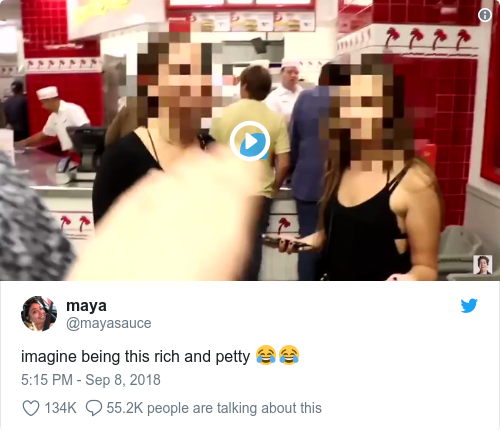 maya
@mayasauce
imagine being this rich and petty 😂😂
5:15 PM - Sep 8, 2018
134K 55.2K people are talking about this